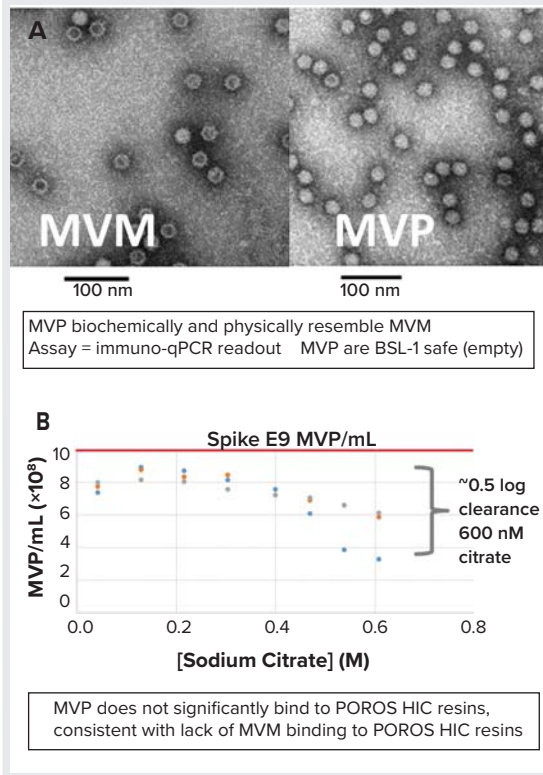 A
MVM
MVP
100 nm
100 nm
MVP biochemically and physically resemble MVM
Assay = immuno-qPCR readout MVP are BSL-1 safe (empty)
B
Spike E9 MVP/mL
MVP/mL (×10⁸)
10
8
6
4
2
0
0.0 0.2 0.4 0.6 0.8
[Sodium Citrate] (M)
~0.5 log
clearance
600 nM
citrate
MVP does not significantly bind to POROS HIC resins,
consistent with lack of MVM binding to POROS HIC resins